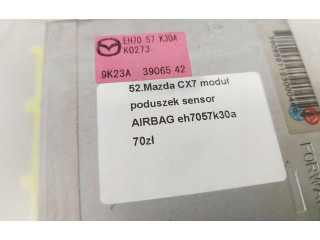 EH70 57 K30A
K0273
9K23A 39065 42
52.Mazda CX7 moduł
poduszek sensor
AIRBAG eh7057k30a
70zł